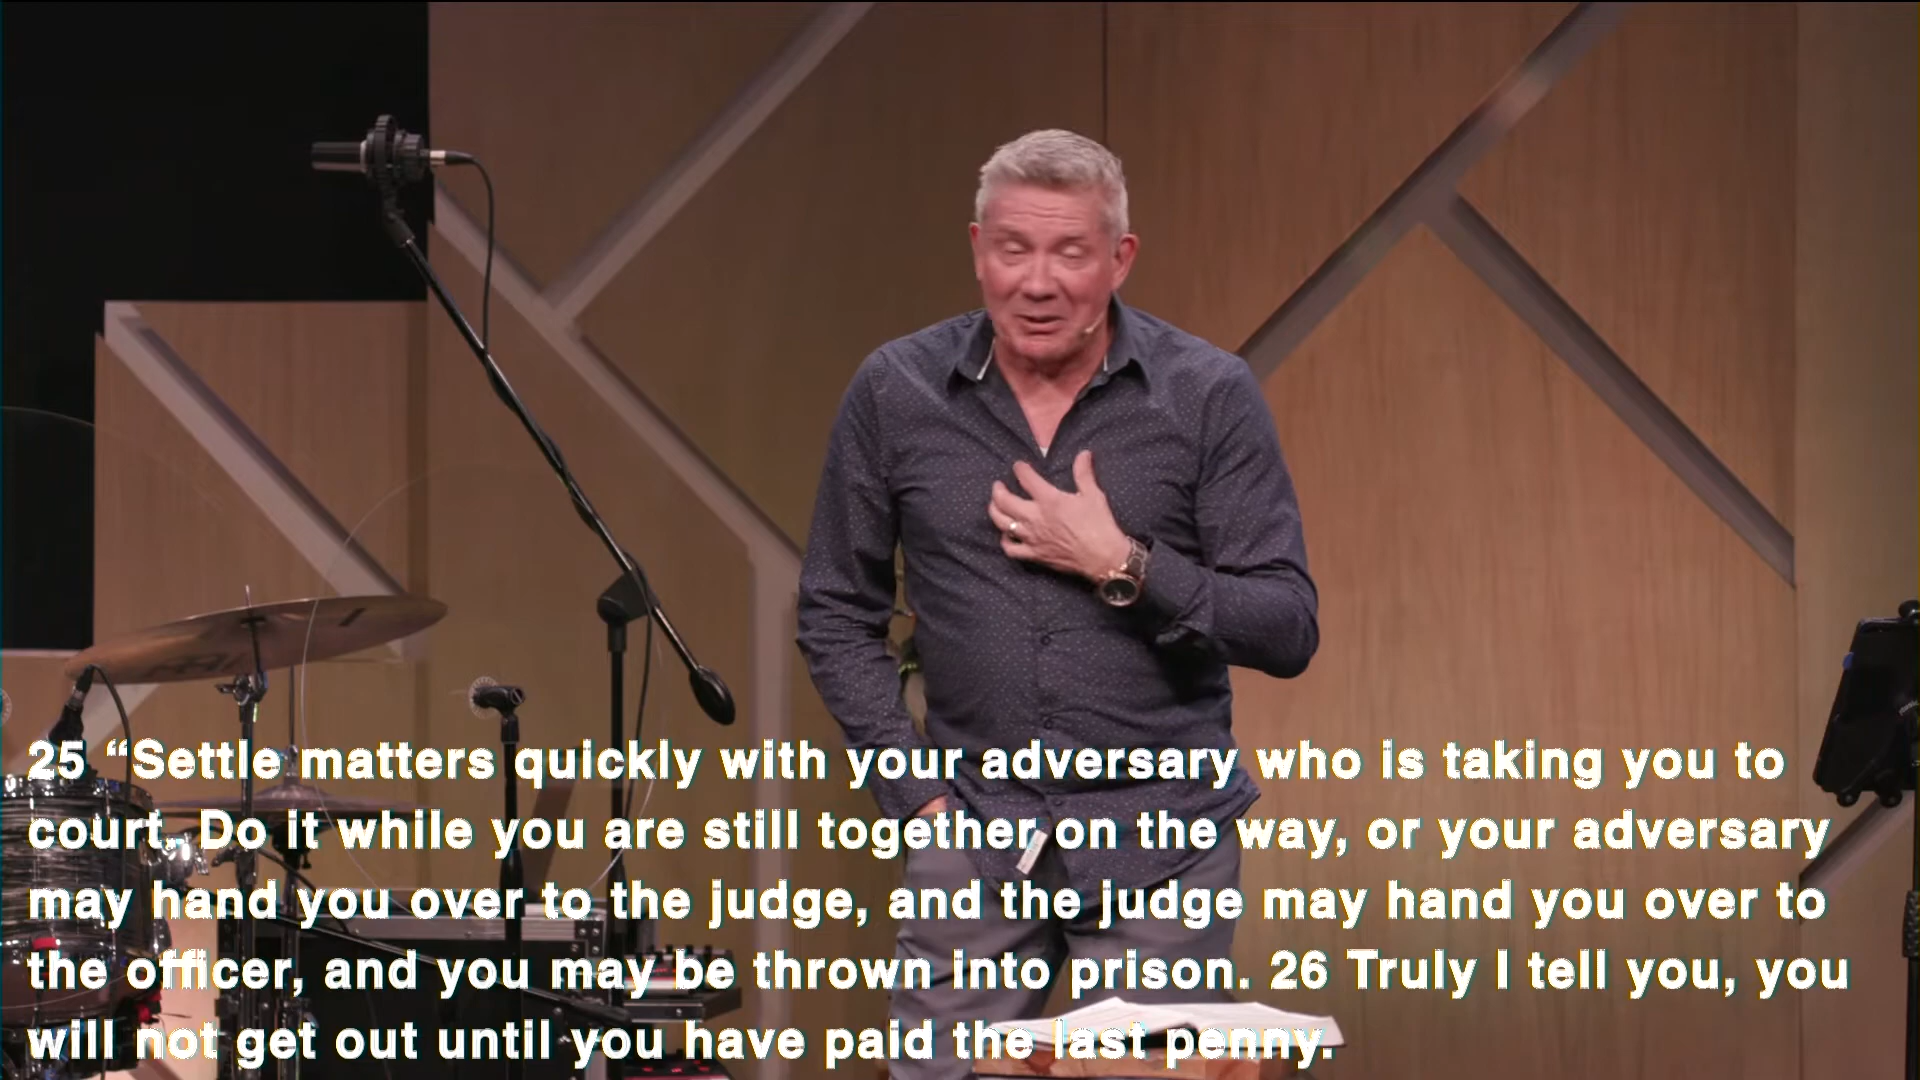 25 “Settle matters quickly with your adversary who is taking you to
court. Do it while you are still together on the way, or your adversary
may hand you over to the judge, and the judge may hand you over to
the officer, and you may be thrown into prison. 26 Truly I tell you, you
will not get out until you have paid the last penny.